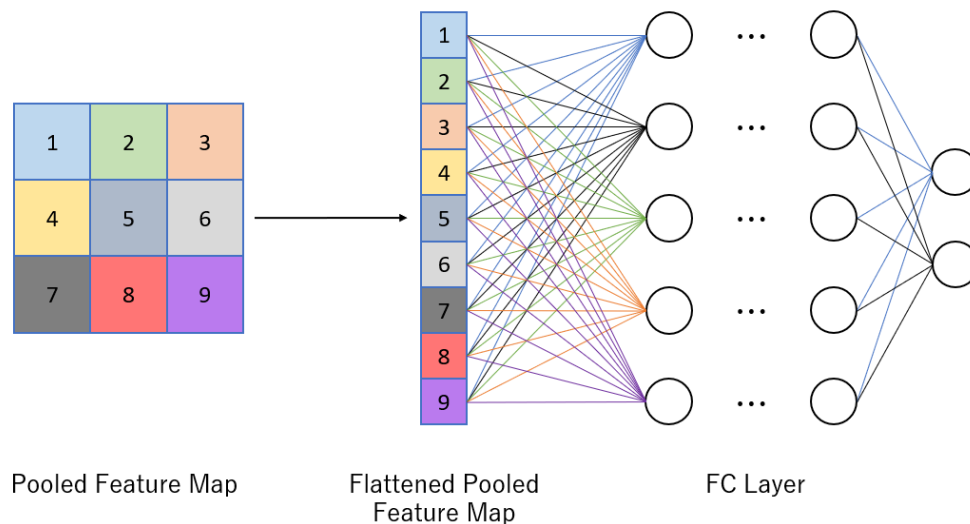 1 2 3
4 5 6
7 8 9
1
2
3
4
5
6
7
8
9
...
...
...
...
...
Pooled Feature Map
Flattened Pooled
Feature Map
FC Layer